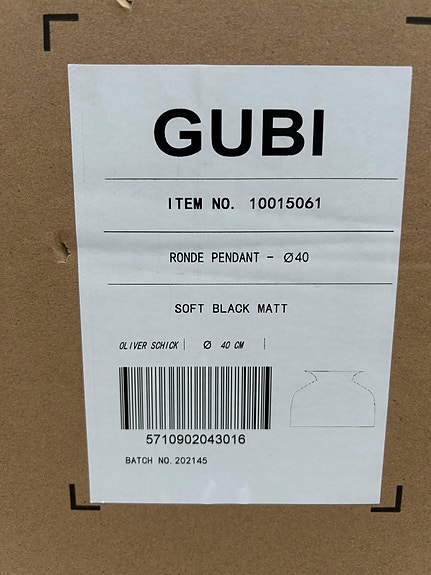 GUBI
ITEM NO. 10015061
RONDE PENDANT - Ø40
SOFT BLACK MATT
OLIVER SCHICK | Ø 40 CM |
5710902043016
BATCH NO. 202145